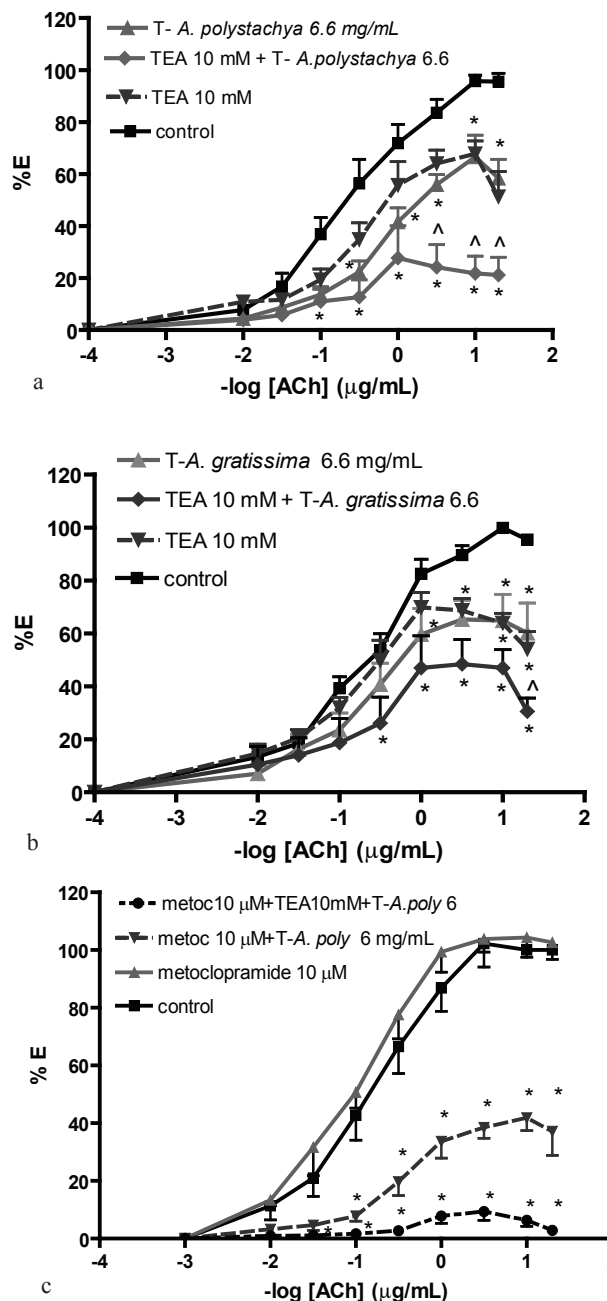 T- A. polystachya 6.6 mg/mL
TEA 10 mM + T- A.polystachya 6.6
TEA 10 mM
control
120
100
80
60
40
20
0
%E
* * * * * * * * * * * *
^ ^ ^
-4 -3 -2 -1 0 1 2
-log [ACh] (µg/mL)
a
T-A. gratissima 6.6 mg/mL
TEA 10 mM + T-A. gratissima 6.6
TEA 10 mM
control
120
100
80
60
40
20
0
%E
* * * * * * * * * *
^
-4 -3 -2 -1 0 1 2
-log [ACh] (µg/mL)
b
metoc10 µM+TEA10mM+T-A.poly 6
metoc 10 µM+T-A. poly 6 mg/mL
metoclopramide 10 µM
control
120
100
80
60
40
20
0
% E
* * * * * * * * * * * * *
-4 -3 -2 -1 0 1
-log [ACh] (µg/mL)
c